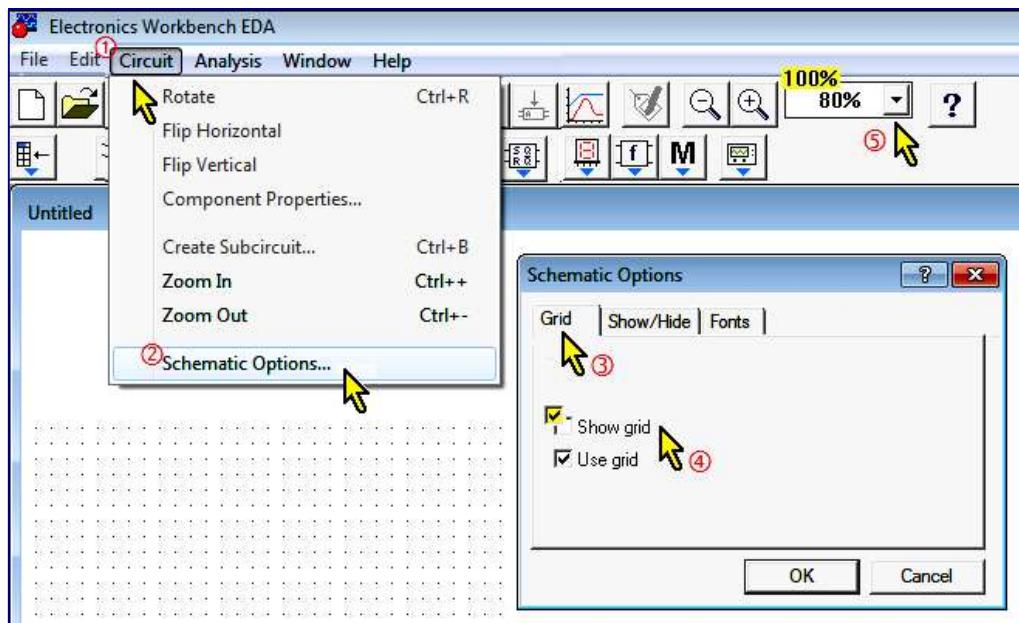 Electronics Workbench EDA
File Edit ① Circuit Analysis Window Help
Rotate Ctrl+R
Flip Horizontal
Flip Vertical
Component Properties...
Create Subcircuit... Ctrl+B
Zoom In Ctrl++
Zoom Out Ctrl+-
② Schematic Options...
100%
80%
?
⑤
f M
Untitled
Schematic Options ?
Grid Show/Hide Fonts
③
Show grid
Use grid ④
OK Cancel